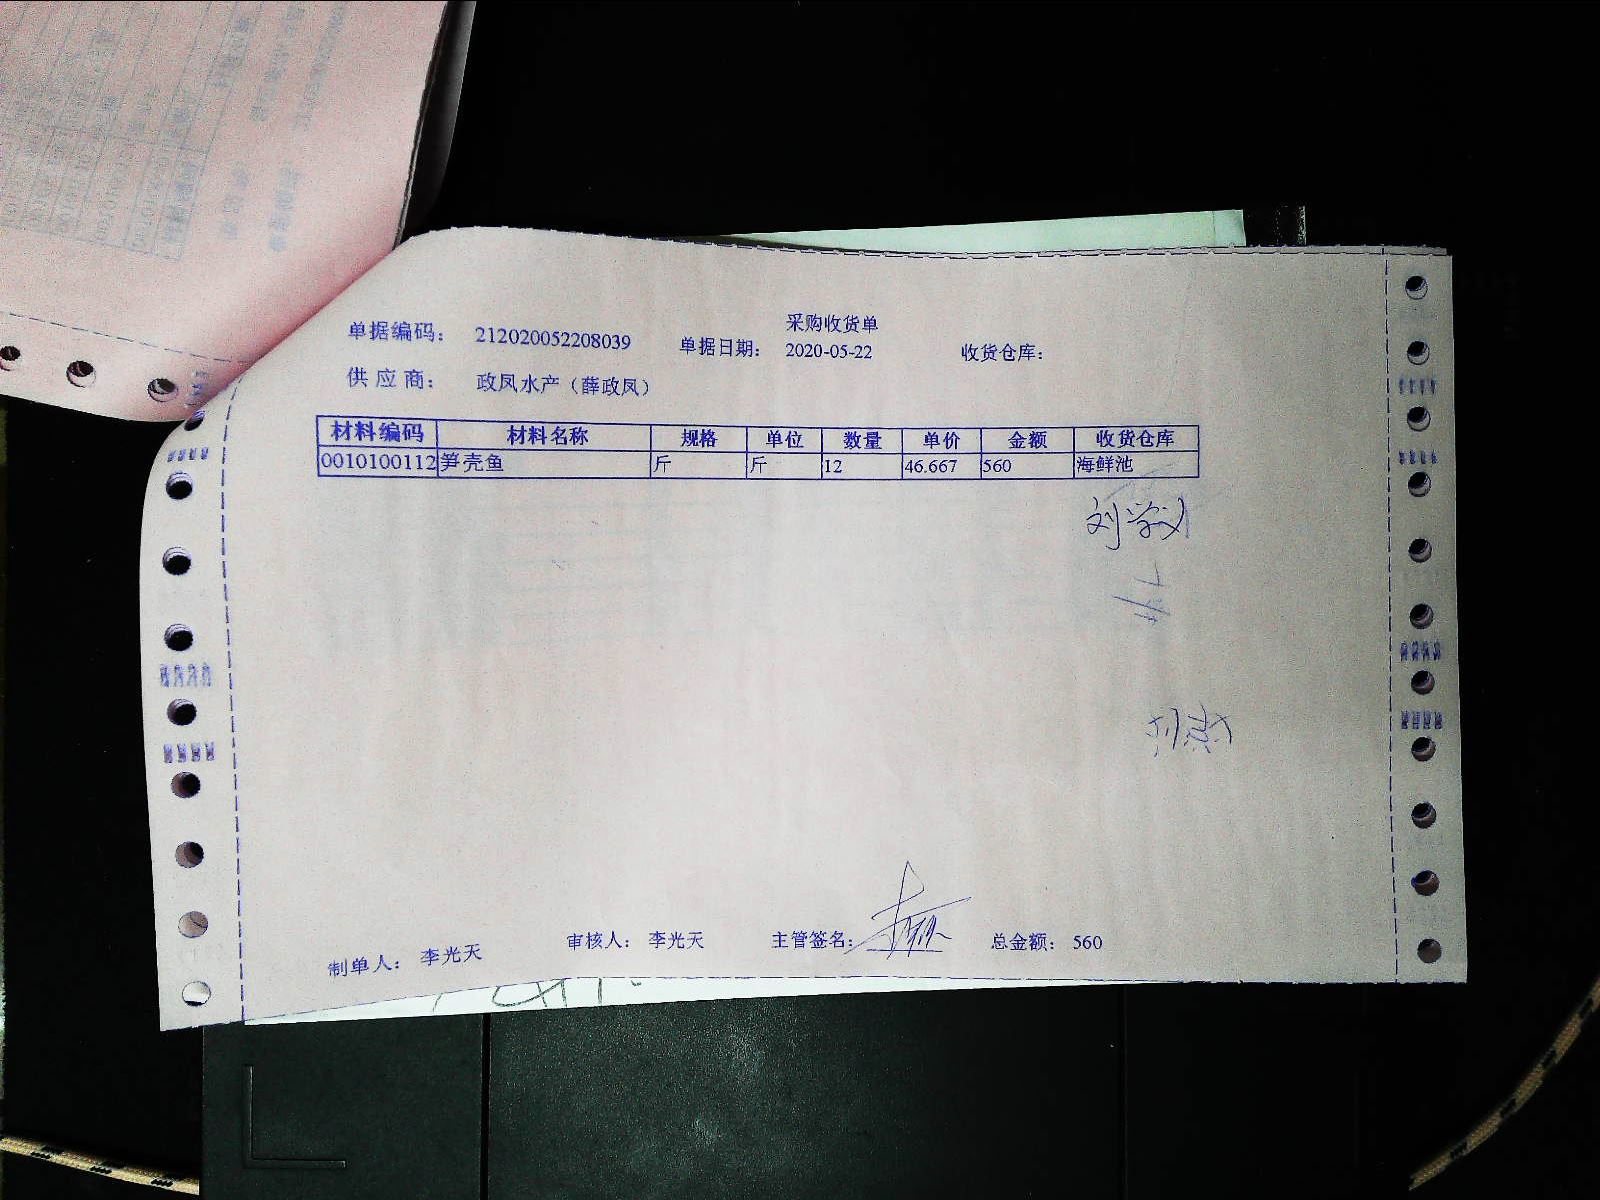 采购收货单
单据编码: 212020052208039 单据日期: 2020-05-22 收货仓库:
供应商: 政凤水产（薛政凤）
材料编码 材料名称 规格 单位 数量 单价 金额 收货仓库
0010100112 笋壳鱼 斤 斤 12 46.667 560 海鲜池
刘学义
制单人: 李光天 审核人: 李光天 主管签名: 总金额: 560